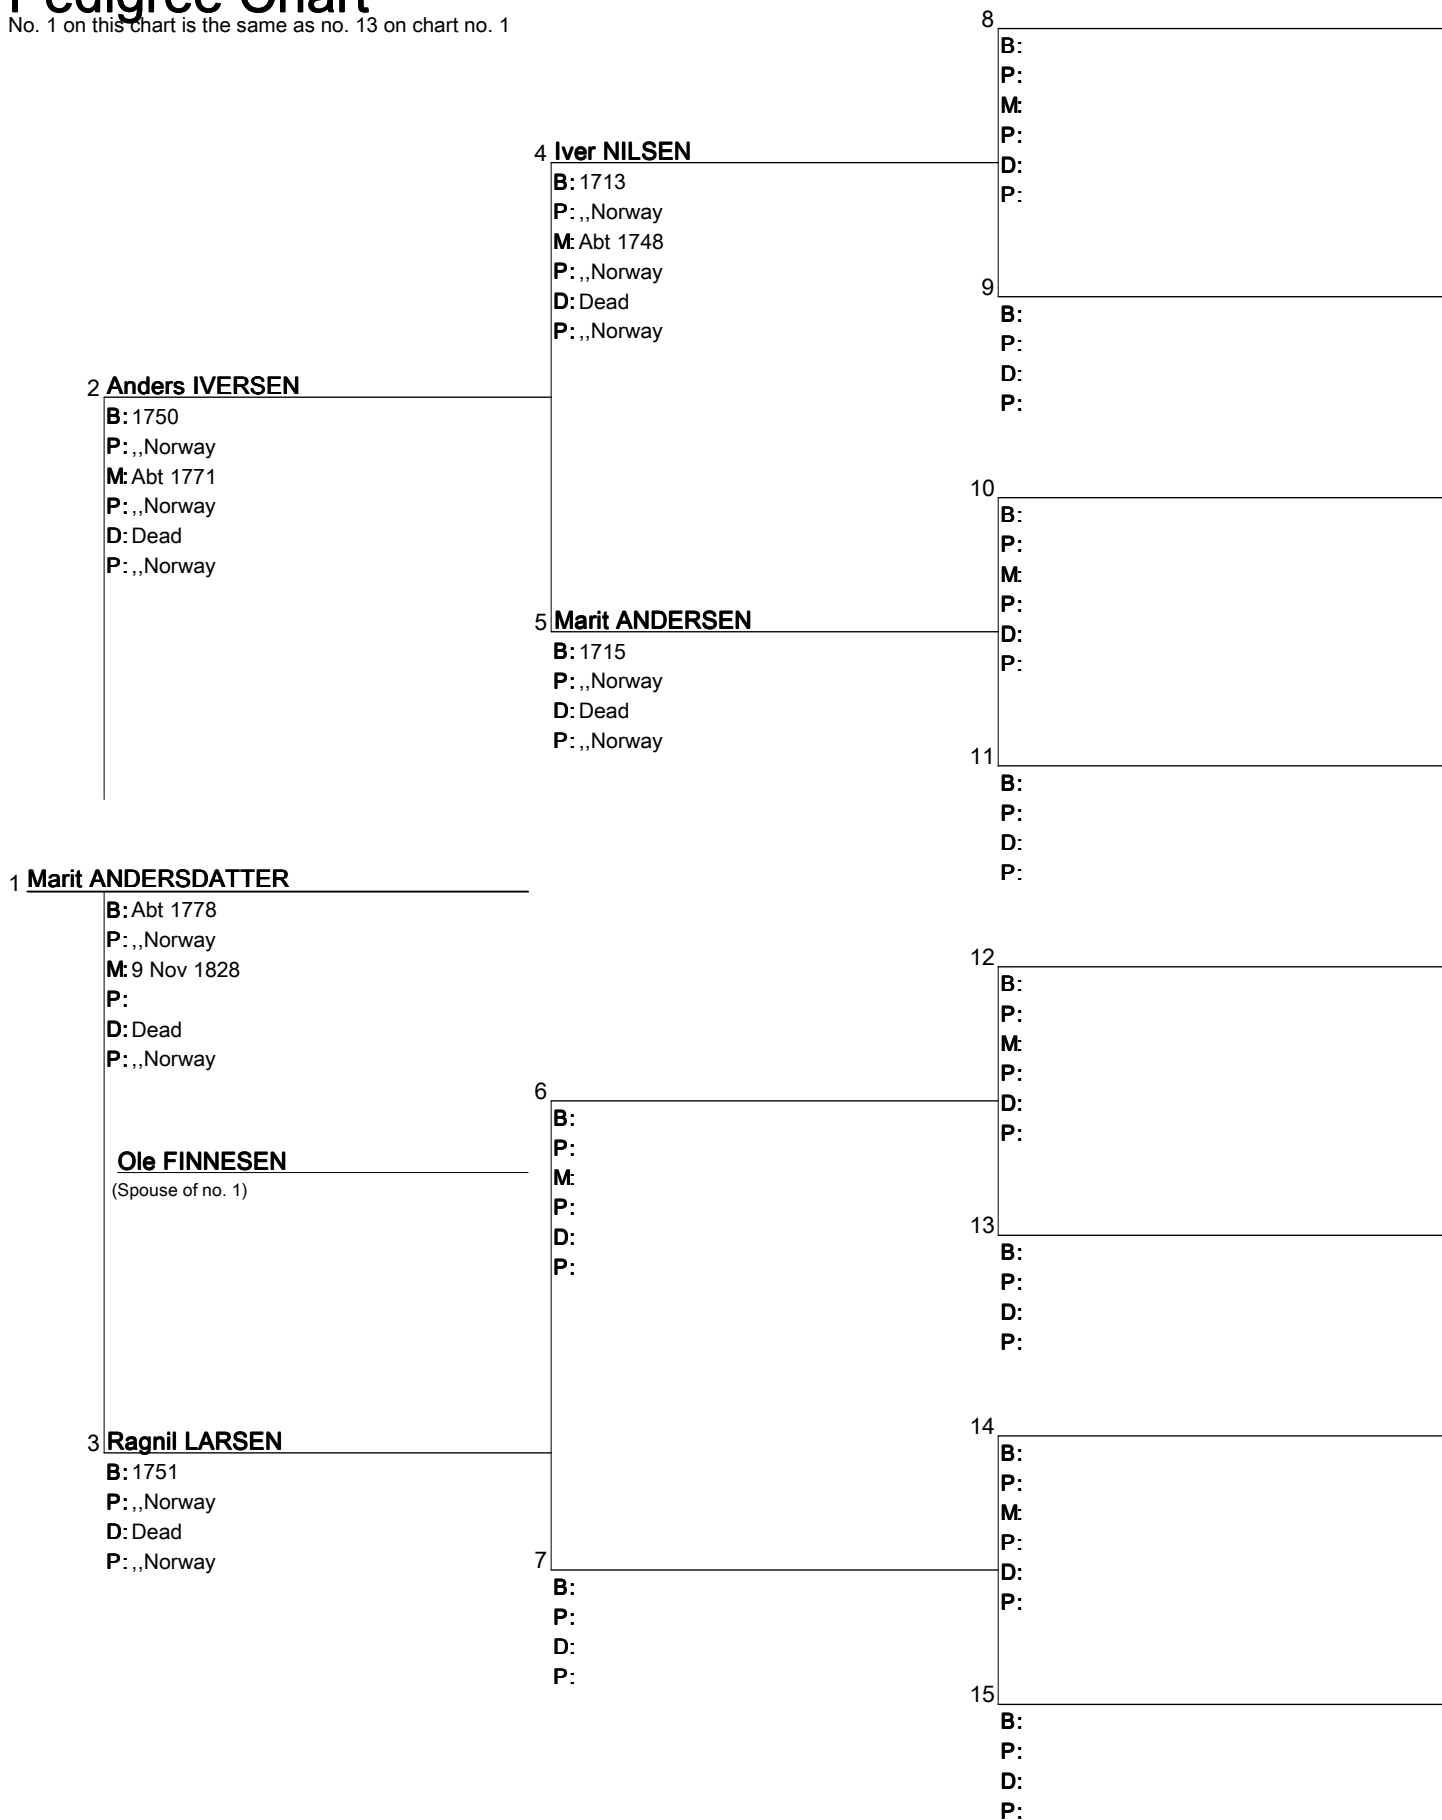 Pedigree Chart
No. 1 on this chart is the same as no. 13 on chart no. 1
8
B:
P:
M:
P:
D:
P:
4 Iver NILSEN
B: 1713
P: ,,Norway
M: Abt 1748
P: ,,Norway
D: Dead
P: ,,Norway
9
B:
P:
D:
P:
2 Anders IVERSEN
B: 1750
P: ,,Norway
M: Abt 1771
P: ,,Norway
D: Dead
P: ,,Norway
10
B:
P:
M:
P:
D:
P:
5 Marit ANDERSEN
B: 1715
P: ,,Norway
D: Dead
P: ,,Norway
11
B:
P:
D:
P:
1 Marit ANDERSDATTER
B: Abt 1778
P: ,,Norway
M: 9 Nov 1828
P:
D: Dead
P: ,,Norway
Ole FINNESEN
(Spouse of no. 1)
12
B:
P:
M:
P:
D:
P:
6
B:
P:
M:
P:
D:
P:
13
B:
P:
D:
P:
3 Ragnil LARSEN
B: 1751
P: ,,Norway
D: Dead
P: ,,Norway
14
B:
P:
M:
P:
D:
P:
7
B:
P:
D:
P:
15
B:
P:
D:
P: